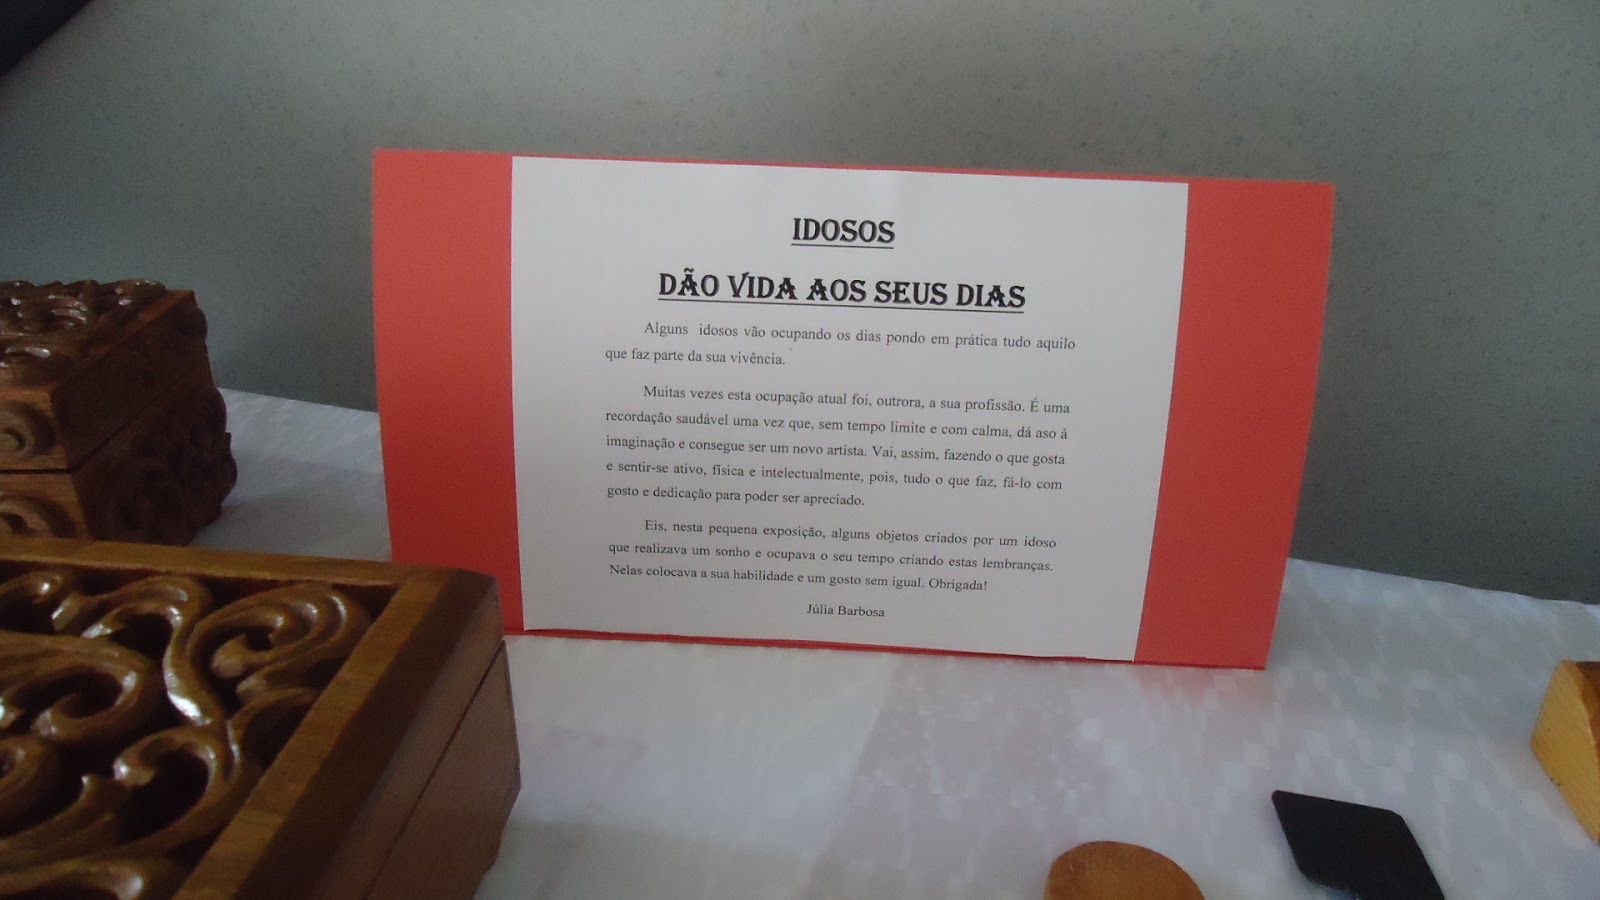 IDOSOS
DÃO VIDA AOS SEUS DIAS
Alguns idosos vão ocupando os dias pondo em prática tudo aquilo
que faz parte da sua vivência.
Muitas vezes esta ocupação atual foi, outrora, a sua profissão. É uma
recordação saudável uma vez que, sem tempo limite e com calma, dá aso à
imaginação e consegue ser um novo artista. Vai, assim, fazendo o que gosta
e sentir-se ativo, física e intelectualmente, pois, tudo o que faz, fá-lo com
gosto e dedicação para poder ser apreciado.
Eis, nesta pequena exposição, alguns objetos criados por um idoso
que realizava um sonho e ocupava o seu tempo criando estas lembranças.
Nelas colocava a sua habilidade e um gosto sem igual. Obrigada!
Júlia Barbosa